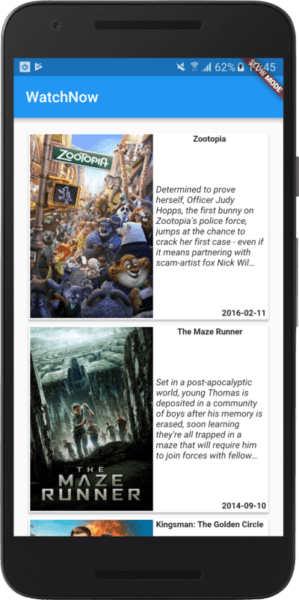 62% 11:45
SLOW MODE
WatchNow
ZOOTOPIA
Zootopia
Determined to prove
herself, Officer Judy
Hopps, the first bunny on
Zootopia's police force,
jumps at the chance to
crack her first case - even if
it means partnering with
scam-artist fox Nick Wil...
2016-02-11
THE
MAZE
RUNNER
The Maze Runner
Set in a post-apocalyptic
world, young Thomas is
deposited in a community
of boys after his memory is
erased, soon learning
they're all trapped in a
maze that will require him
to join forces with fellow...
2014-09-10
Kingsman: The Golden Circle